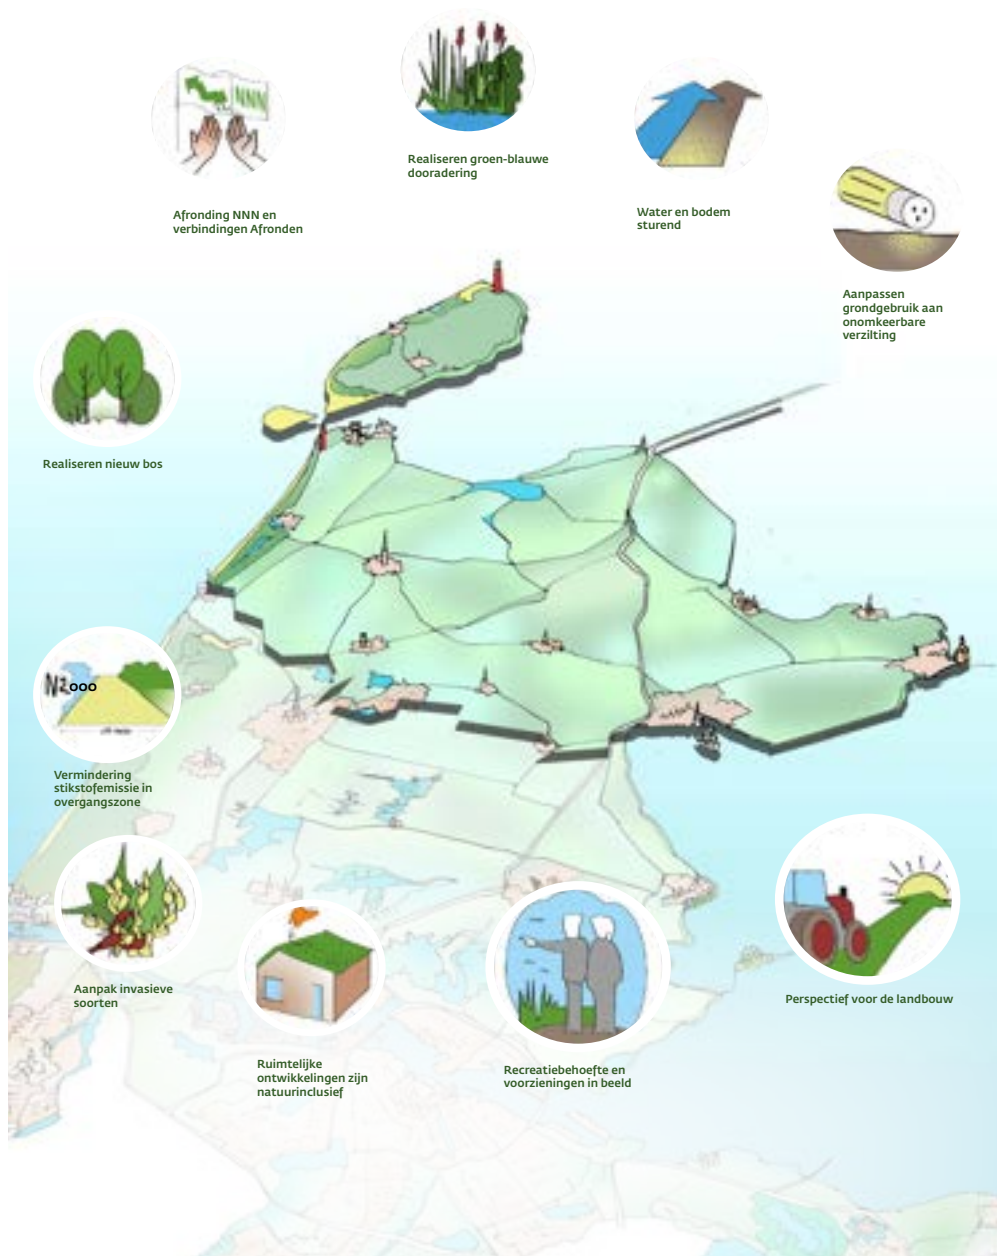 NNN
Realiseren groen-blauwe
dooradering
Afronding NNN en
verbindingen Afronden
Water en bodem
sturend
Aanpassen
grondgebruik aan
onomkeerbare
verzilting
Realiseren nieuw bos
N2000
Vermindering
stikstofemissie in
overgangszone
Aanpak invasieve
soorten
Ruimtelijke
ontwikkelingen zijn
natuurinclusief
Recreatiebehoefte en
voorzieningen in beeld
Perspectief voor de landbouw